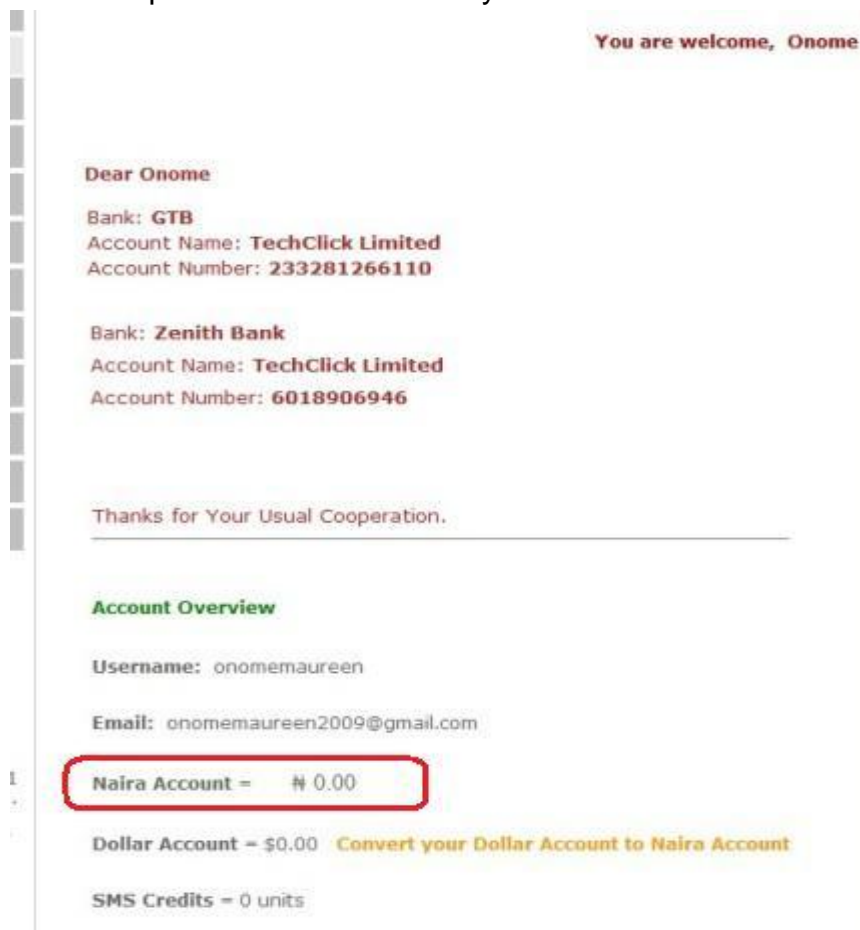 You are welcome, Onome
Dear Onome
Bank: GTB
Account Name: TechClick Limited
Account Number: 233281266110
Bank: Zenith Bank
Account Name: TechClick Limited
Account Number: 6018906946
Thanks for Your Usual Cooperation.
Account Overview
Username: onomemaureen
Email: onomemaureen2009@gmail.com
Naira Account = ₦ 0.00
Dollar Account = $0.00 Convert your Dollar Account to Naira Account
SMS Credits = 0 units